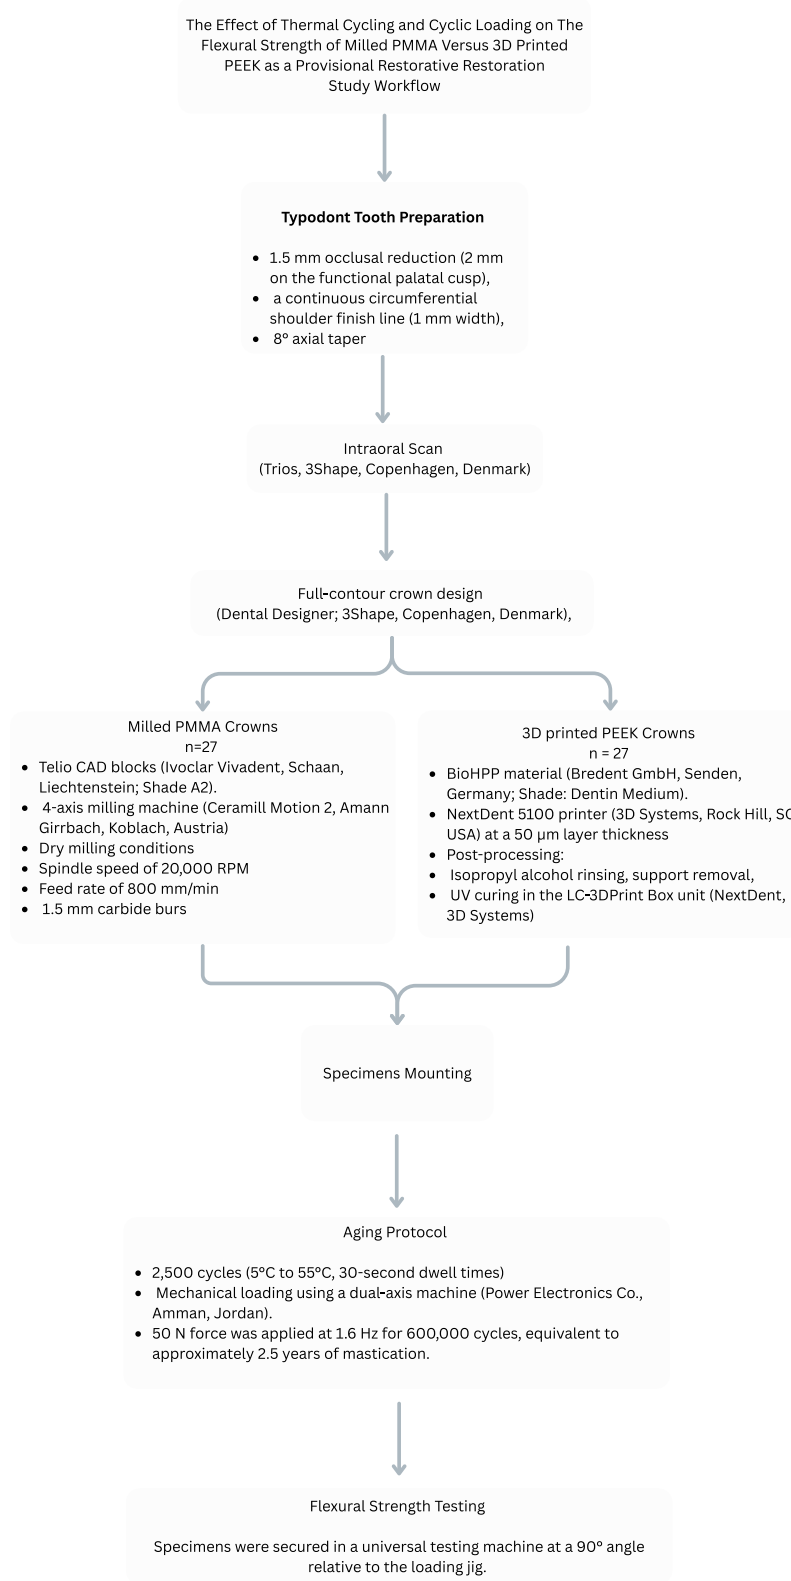 The Effect of Thermal Cycling and Cyclic Loading on The
Flexural Strength of Milled PMMA Versus 3D Printed
PEEK as a Provisional Restorative Restoration
Study Workflow
Typodont Tooth Preparation
• 1.5 mm occlusal reduction (2 mm
on the functional palatal cusp),
• a continuous circumferential
shoulder finish line (1 mm width),
• 8° axial taper
Intraoral Scan
(Trios, 3Shape, Copenhagen, Denmark)
Full-contour crown design
(Dental Designer; 3Shape, Copenhagen, Denmark),
Milled PMMA Crowns
n=27
• Telio CAD blocks (Ivoclar Vivadent, Schaan,
Liechtenstein; Shade A2).
• 4-axis milling machine (Ceramill Motion 2, Amann
Girrbach, Koblach, Austria)
• Dry milling conditions
• Spindle speed of 20,000 RPM
• Feed rate of 800 mm/min
• 1.5 mm carbide burs
3D printed PEEK Crowns
n = 27
• BioHPP material (Bredent GmbH, Senden,
Germany; Shade: Dentin Medium).
• NextDent 5100 printer (3D Systems, Rock Hill,
USA) at a 50 µm layer thickness
• Post-processing:
• Isopropyl alcohol rinsing, support removal,
• UV curing in the LC-3DPrint Box unit (NextDent,
3D Systems)
Specimens Mounting
Aging Protocol
• 2,500 cycles (5°C to 55°C, 30-second dwell times)
• Mechanical loading using a dual-axis machine (Power Electronics Co.,
Amman, Jordan).
• 50 N force was applied at 1.6 Hz for 600,000 cycles, equivalent to
approximately 2.5 years of mastication.
Flexural Strength Testing
Specimens were secured in a universal testing machine at a 90° angle
relative to the loading jig.